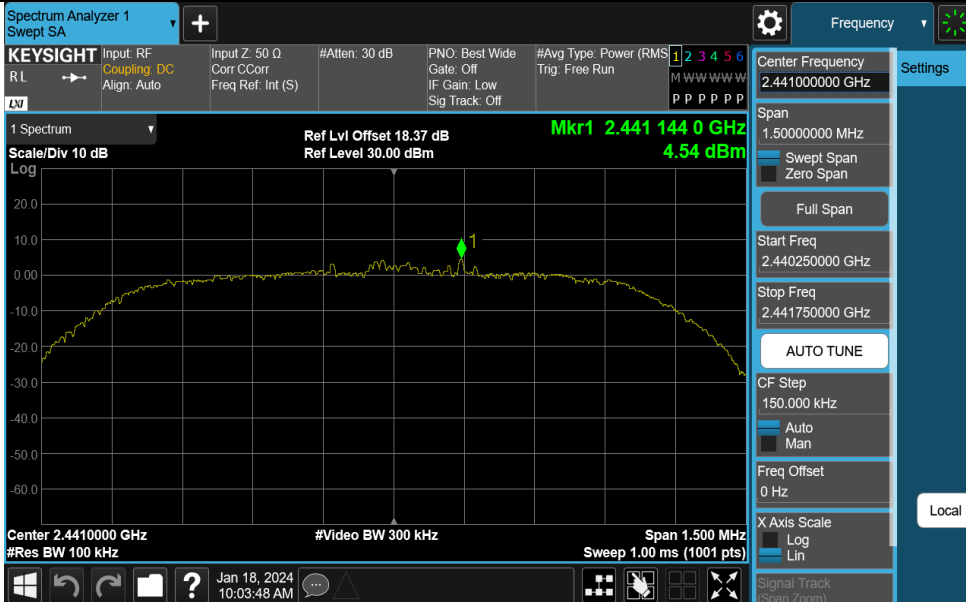 Spectrum Analyzer 1
Swept SA
+
Frequency
KEYSIGHT
RL
LXI
Input: RF
Coupling: DC
Align: Auto
Input Z: 50 Ω
Corr CCorr
Freq Ref: Int (S)
#Atten: 30 dB
PNO: Best Wide
Gate: Off
IF Gain: Low
Sig Track: Off
#Avg Type: Power (RMS
Trig: Free Run
1 2 3 4 5 6
M W W W W W
P P P P P P
Center Frequency
2.441000000 GHz
Settings
Span
1.50000000 MHz
Swept Span
Zero Span
Full Span
Start Freq
2.440250000 GHz
Stop Freq
2.441750000 GHz
AUTO TUNE
CF Step
150.000 kHz
Auto
Man
Freq Offset
0 Hz
X Axis Scale
Log
Lin
Signal Track
(Span Zoom)
Local
1 Spectrum
Scale/Div 10 dB
Log
Ref Lvl Offset 18.37 dB
Ref Level 30.00 dBm
Mkr1 2.441 144 0 GHz
4.54 dBm
20.0
10.0
0.00
-10.0
-20.0
-30.0
-40.0
-50.0
-60.0
1
Center 2.4410000 GHz
#Res BW 100 kHz
#Video BW 300 kHz
Span 1.500 MHz
Sweep 1.00 ms (1001 pts)
?
Jan 18, 2024
10:03:48 AM